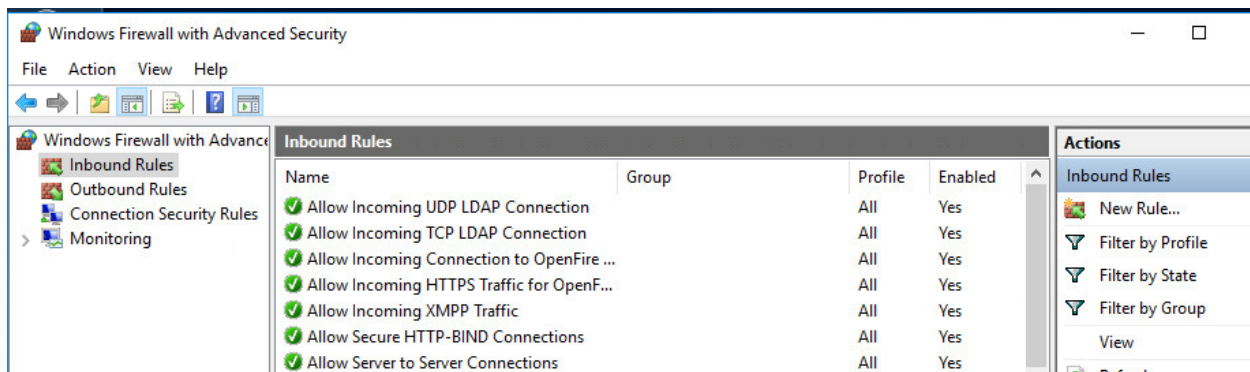 Windows Firewall with Advanced Security
File Action View Help
Windows Firewall with Advance
Inbound Rules
Outbound Rules
Connection Security Rules
Monitoring
Inbound Rules
Name Group Profile Enabled
Allow Incoming UDP LDAP Connection All Yes
Allow Incoming TCP LDAP Connection All Yes
Allow Incoming Connection to OpenFire ... All Yes
Allow Incoming HTTPS Traffic for OpenF... All Yes
Allow Incoming XMPP Traffic All Yes
Allow Secure HTTP-BIND Connections All Yes
Allow Server to Server Connections All Yes
Actions
Inbound Rules
New Rule...
Filter by Profile
Filter by State
Filter by Group
View